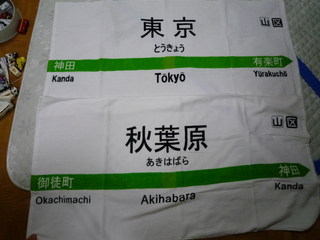 東京
山区
とうきょう
神田
有楽町
Kanda
Tōkyō
Yūrakuchō
秋葉原
山区
あきはばら
御徒町
神田
Okachimachi
Akihabara
Kanda